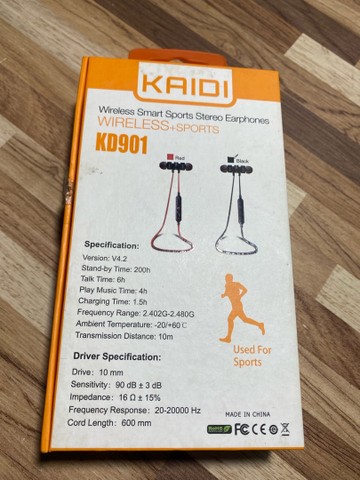 KAIDI
Wireless Smart Sports Stereo Earphones
WIRELESS+SPORTS
KD901
Red
Black
Specification:
Version: V4.2
Stand-by Time: 200h
Talk Time: 6h
Play Music Time: 4h
Charging Time: 1.5h
Frequency Range: 2.402G-2.480G
Ambient Temperature: -20/+60℃
Transmission Distance: 10m
Used For
Sports
Driver Specification:
Drive: 10 mm
Sensitivity: 90 dB ± 3 dB
Impedance: 16 Ω ± 15%
Frequency Response: 20-20000 Hz
Cord Length: 600 mm
MADE IN CHINA
RoHS
FC CE